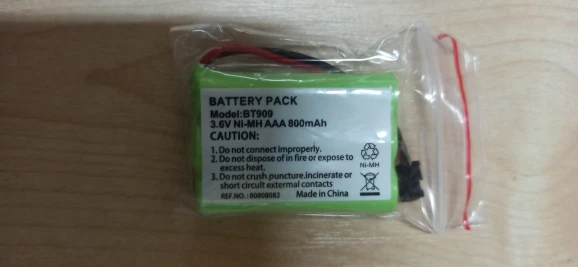 BATTERY PACK
Model:BT909
3.6V Ni-MH AAA 800mAh
CAUTION:
1. Do not connect improperly.
2. Do not dispose of in fire or expose to
excess heat.
3. Do not crush,puncture,incinerate or
short circuit external contacts
Ni-MH
REF.NO.: 80808082 Made in China